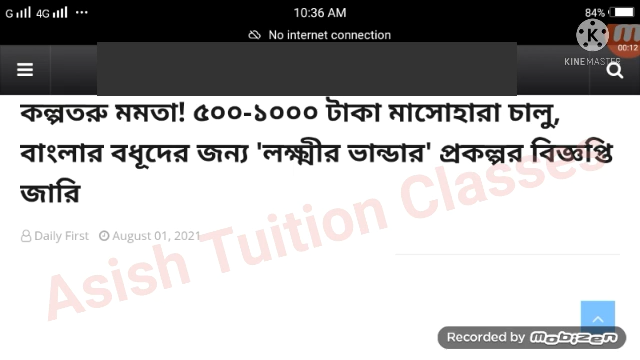 G 4G ... 10:36 AM 84%
No internet connection
00:12
KINEMASTER
কল্পতরু মমতা! ৫০০-১০০০ টাকা মাসোহারা চালু,
বাংলার বধূদের জন্য 'লক্ষ্মীর ভান্ডার' প্রকল্পর বিজ্ঞপ্তি
জারি
Daily First August 01, 2021
Asish Tuition Classes
Recorded by Mobizen